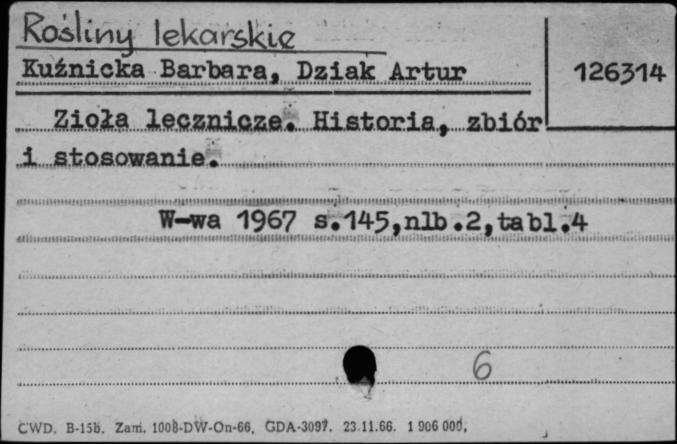 Rośliny lekarskie
Kuźnicka Barbara, Dziak Artur
126314
Zioła lecznicze. Historia, zbiór
i stosowanie.
W-wa 1967 s.145,nlb.2,tabl.4
6
CWD. B-15b. Zam. 1008-DW-On-66. GDA-3097. 23.11.66. 1 906 000,